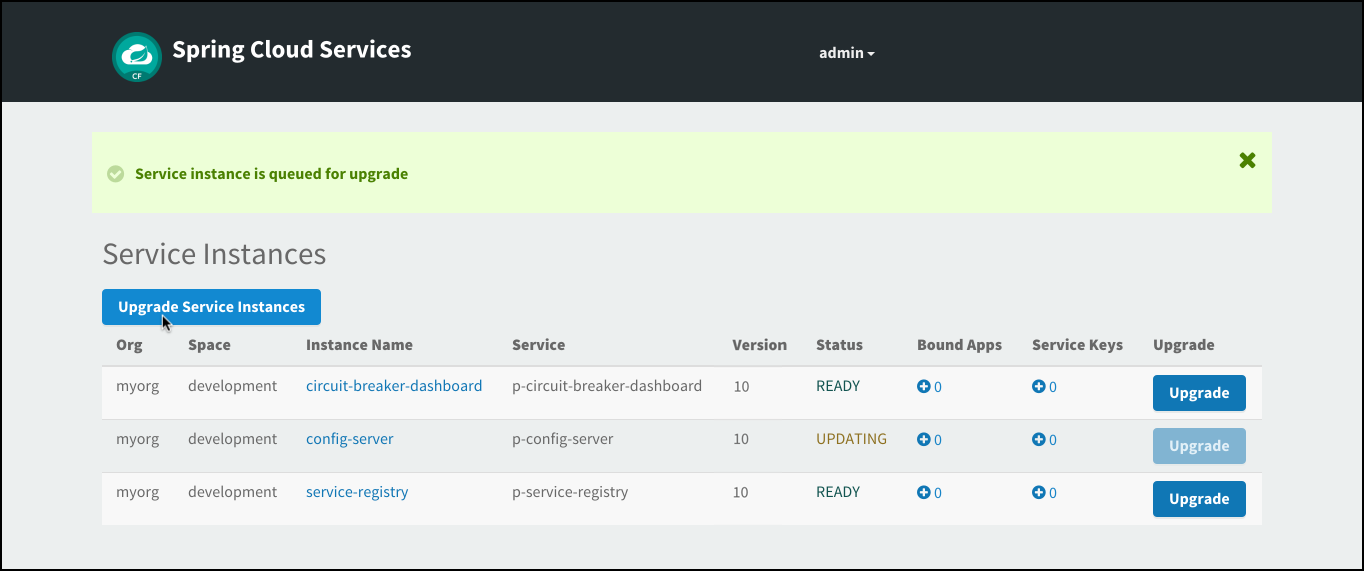 Spring Cloud Services
CF
admin
Service instance is queued for upgrade
Service Instances
Upgrade Service Instances
Org Space Instance Name Service Version Status Bound Apps Service Keys Upgrade
myorg development circuit-breaker-dashboard p-circuit-breaker-dashboard 10 READY 0 0 Upgrade
myorg development config-server p-config-server 10 UPDATING 0 0 Upgrade
myorg development service-registry p-service-registry 10 READY 0 0 Upgrade